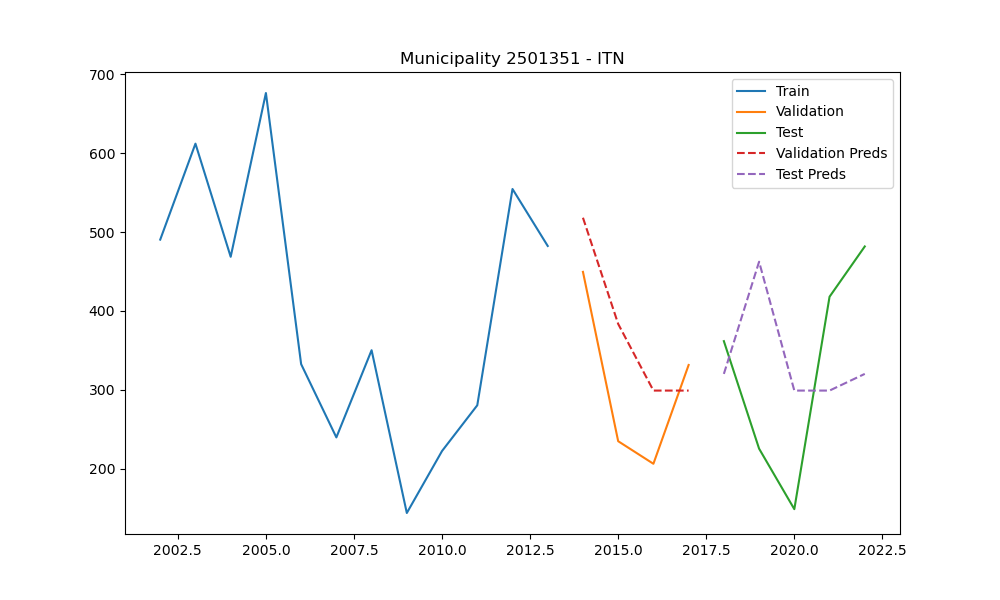 Municipality 2501351 - ITN
700
600
500
400
300
200
2002.5 2005.0 2007.5 2010.0 2012.5 2015.0 2017.5 2020.0 2022.5
Train
Validation
Test
Validation Preds
Test Preds